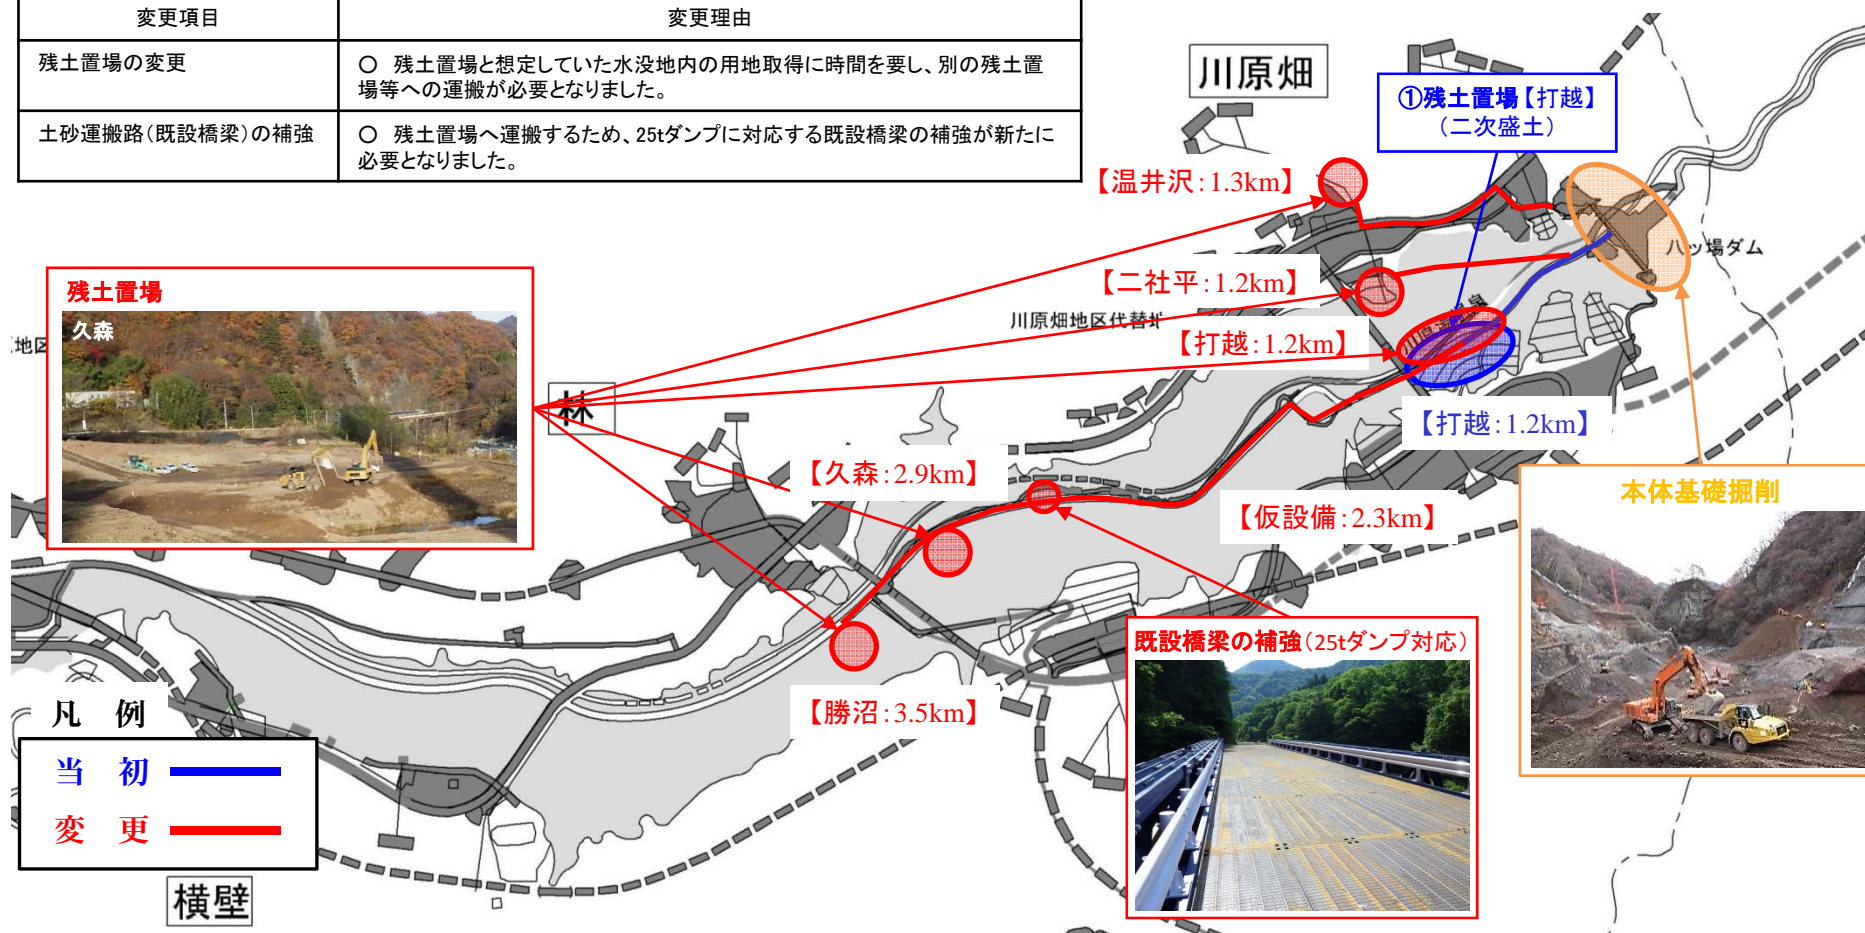 変更項目
変更理由
残土置場の変更
○ 残土置場と想定していた水没地内の用地取得に時間を要し、別の残土置
場等への運搬が必要となりました。
土砂運搬路(既設橋梁)の補強
○ 残土置場へ運搬するため、25tダンプに対応する既設橋梁の補強が新たに
必要となりました。
川原畑
①残土置場【打越】
(二次盛土)
【温井沢:1.3km】
八ッ場ダム
【二社平:1.2km】
川原畑地区代替地
【打越:1.2km】
【打越:1.2km】
残土置場
久森
地区
林
【久森:2.9km】
【仮設備:2.3km】
本体基礎掘削
既設橋梁の補強(25tダンプ対応)
【勝沼:3.5km】
凡 例
当 初
変 更
横壁